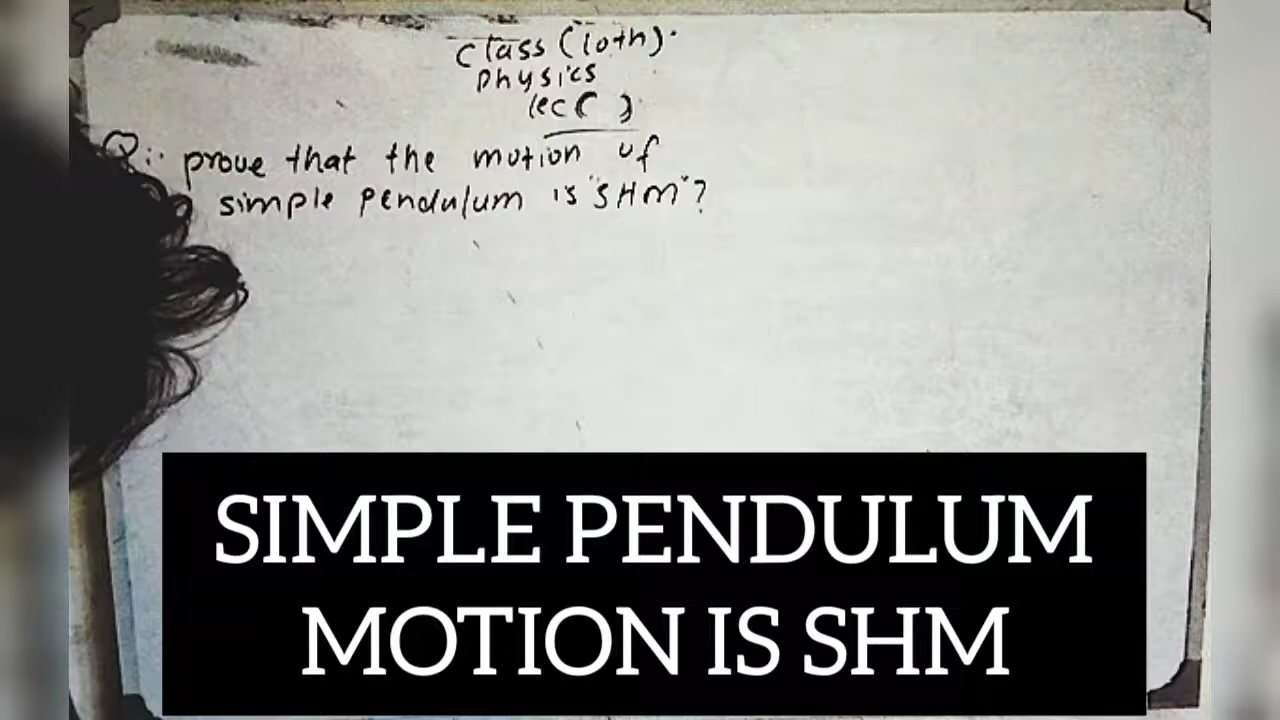 Class (10th).
Physics
lec( )
Q:- prove that the motion of
simple pendulum is "SHM"?
SIMPLE PENDULUM
MOTION IS SHM